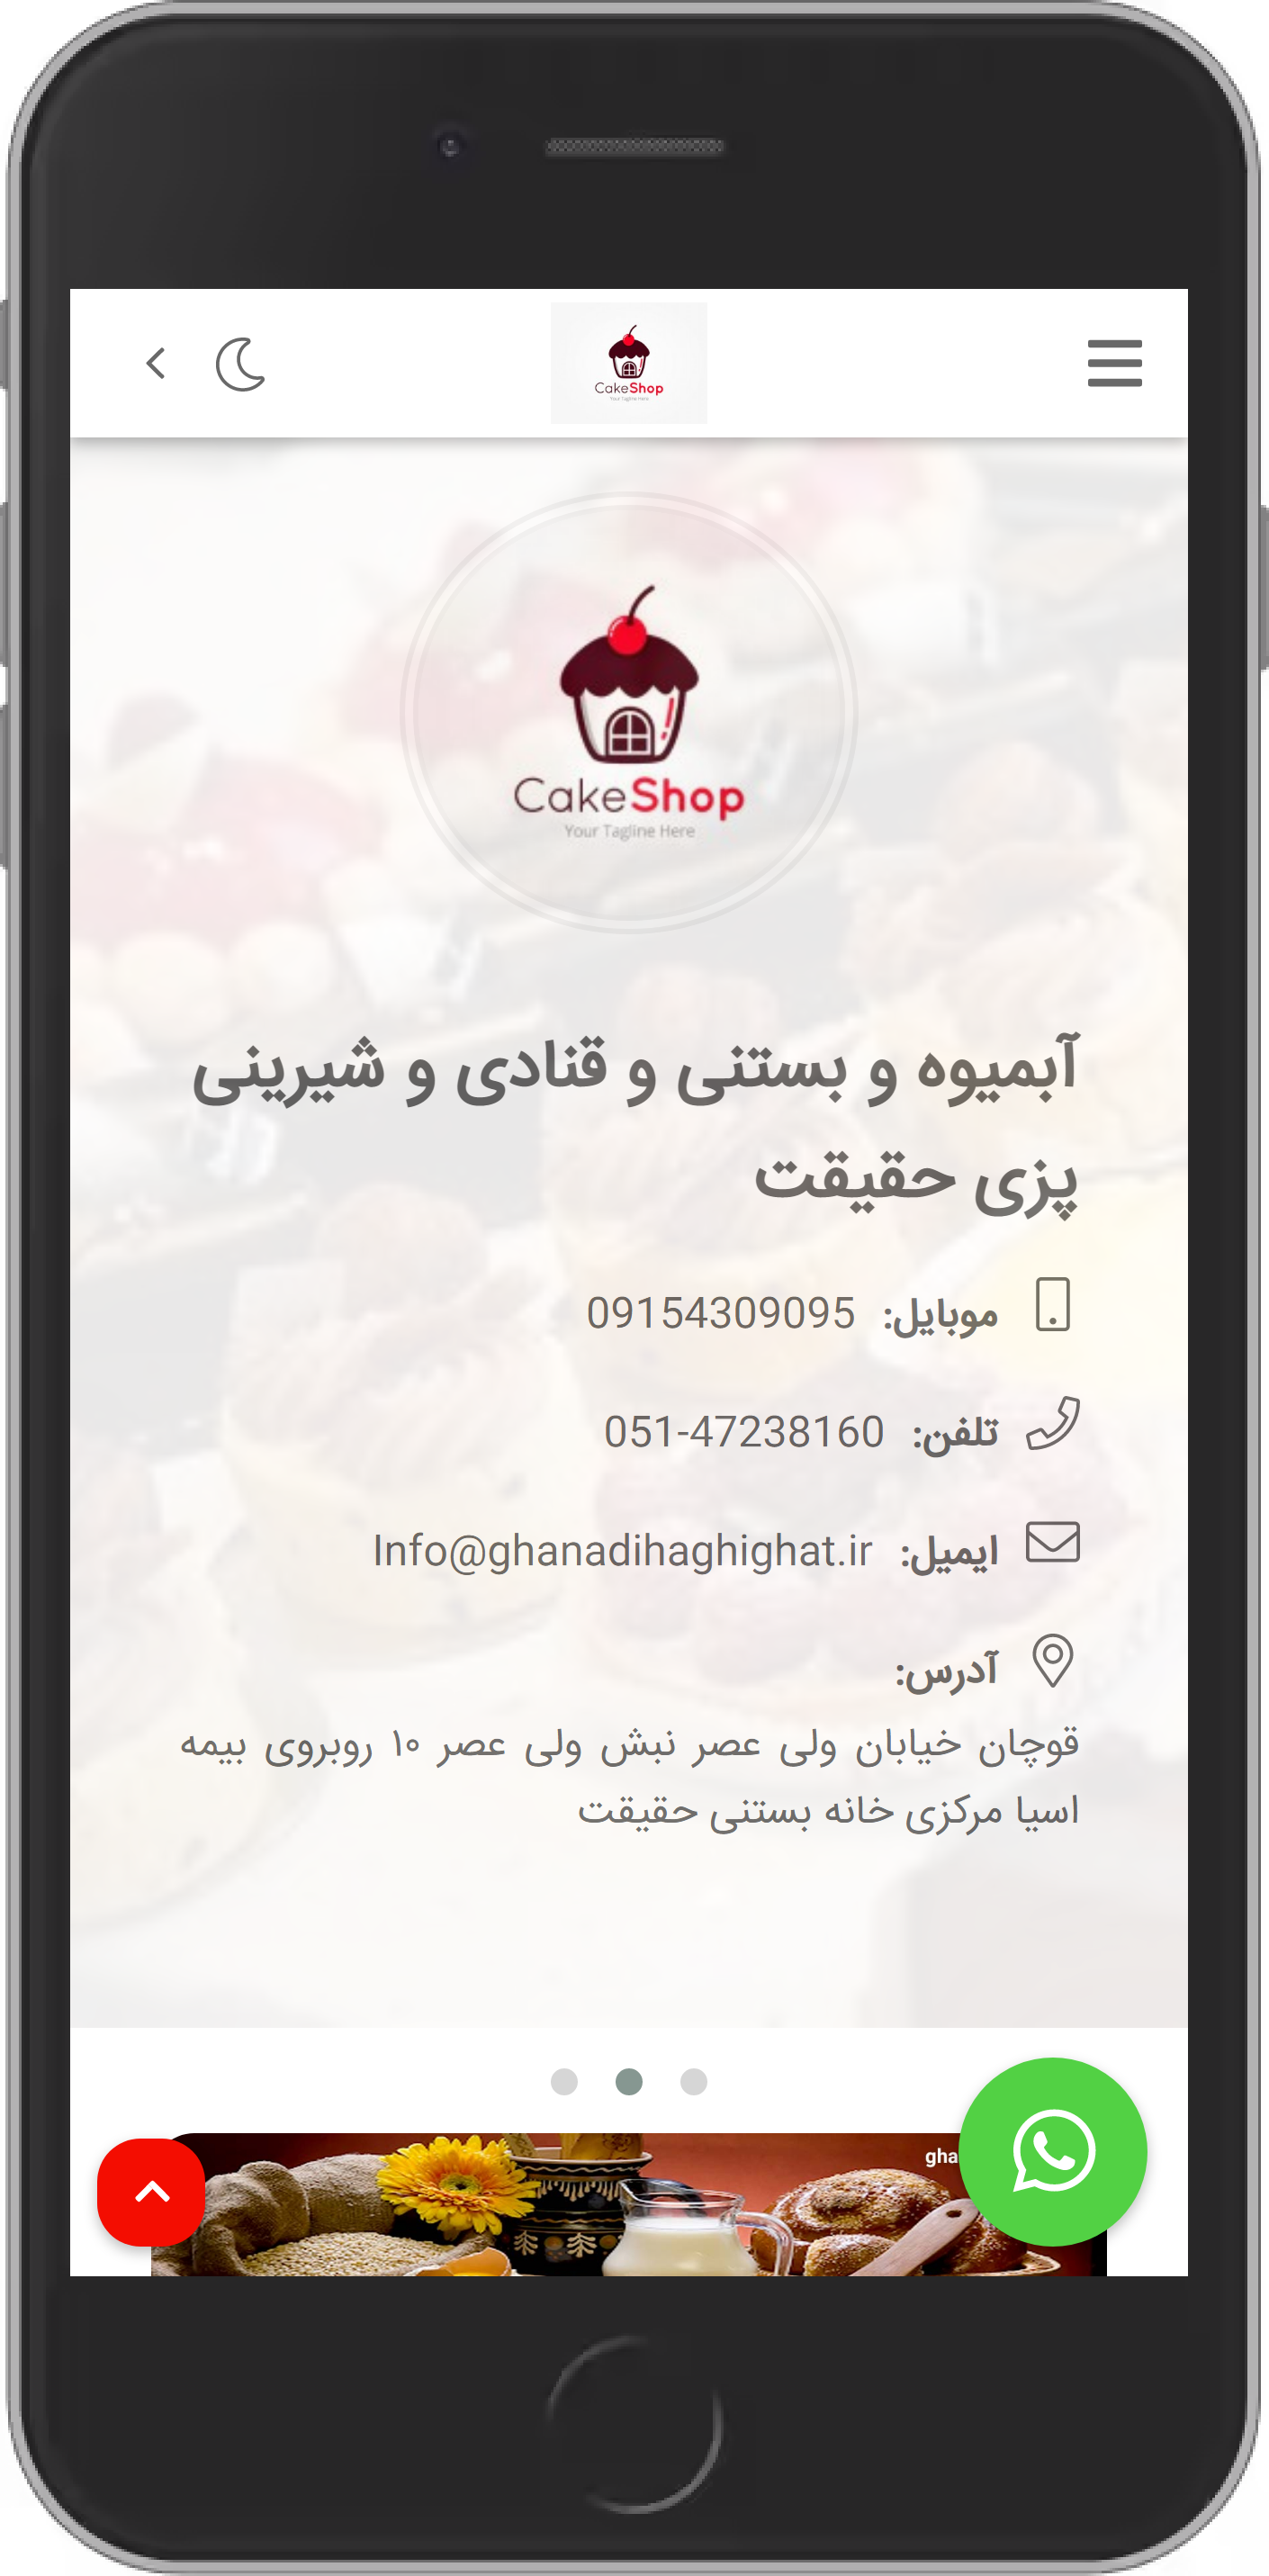 CakeShop
Your Tagline Here
CakeShop
Your Tagline Here
آبمیوه و بستنی و قنادی و شیرینی
پزی حقیقت
موبایل: 09154309095
تلفن: 051-47238160
ایمیل: Info@ghanadihaghighat.ir
آدرس:
قوچان خیابان ولی عصر نبش ولی عصر ۱۰ روبروی بیمه
اسیا مرکزی خانه بستنی حقیقت
gha